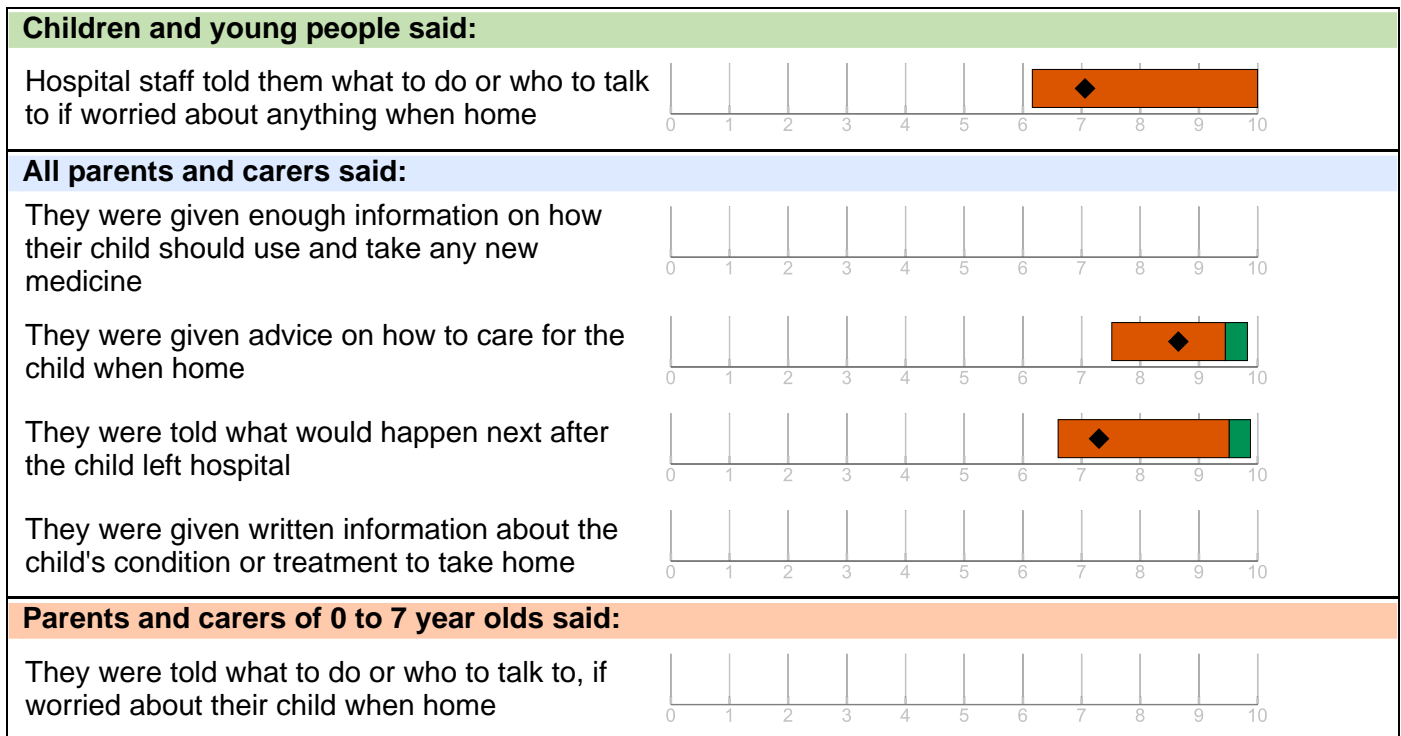 Children and young people said:
Hospital staff told them what to do or who to talk
to if worried about anything when home
0 1 2 3 4 5 6 7 8 9 10
All parents and carers said:
They were given enough information on how
their child should use and take any new
medicine
0 1 2 3 4 5 6 7 8 9 10
They were given advice on how to care for the
child when home
0 1 2 3 4 5 6 7 8 9 10
They were told what would happen next after
the child left hospital
0 1 2 3 4 5 6 7 8 9 10
They were given written information about the
child's condition or treatment to take home
0 1 2 3 4 5 6 7 8 9 10
Parents and carers of 0 to 7 year olds said:
They were told what to do or who to talk to, if
worried about their child when home
0 1 2 3 4 5 6 7 8 9 10